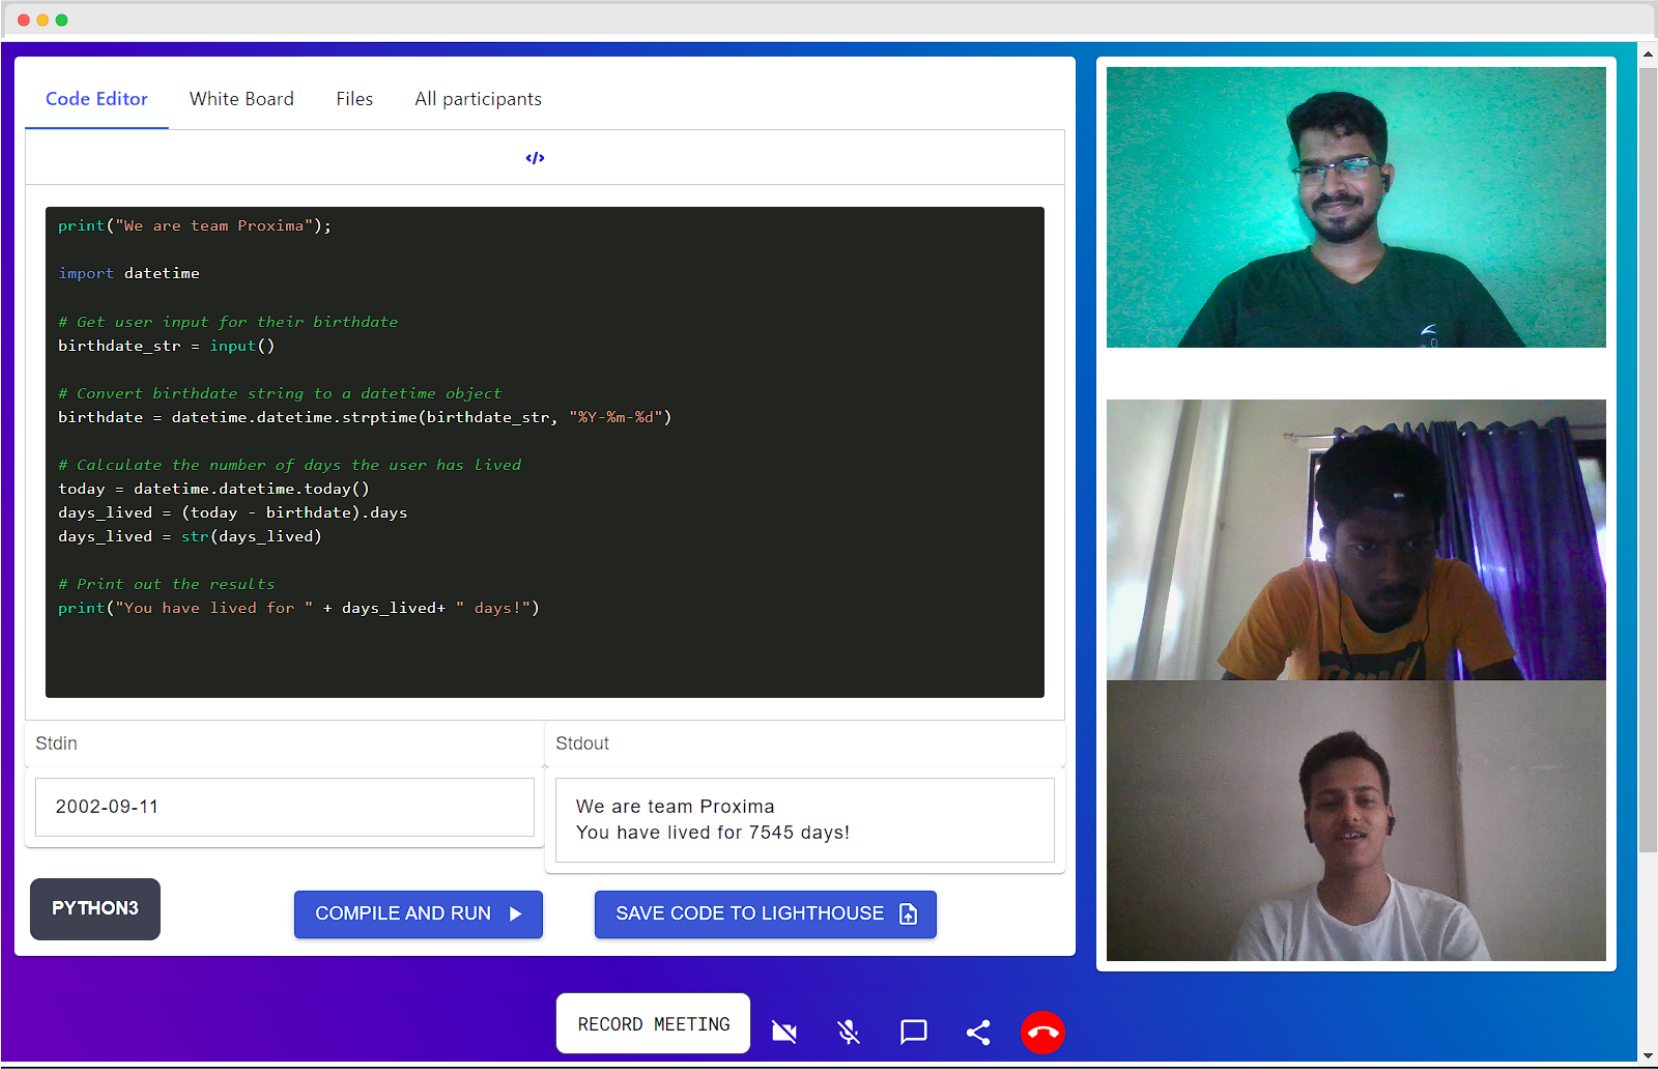 Code Editor White Board Files All participants
</>
print("We are team Proxima");
import datetime
# Get user input for their birthdate
birthdate_str = input()
# Convert birthdate string to a datetime object
birthdate = datetime.datetime.strptime(birthdate_str, "%Y-%m-%d")
# Calculate the number of days the user has lived
today = datetime.datetime.today()
days_lived = (today - birthdate).days
days_lived = str(days_lived)
# Print out the results
print("You have lived for " + days_lived+ " days!")
Stdin
2002-09-11
Stdout
We are team Proxima
You have lived for 7545 days!
PYTHON3
COMPILE AND RUN
SAVE CODE TO LIGHTHOUSE
RECORD MEETING